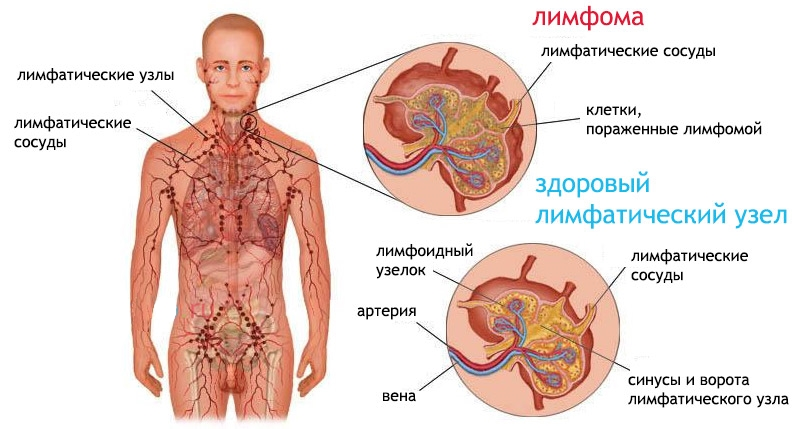 лимфома
лимфатические узлы
лимфатические
сосуды
лимфатические сосуды
клетки,
пораженные лимфомой
здоровый
лимфатический узел
лимфоидный
узелок
артерия
вена
лимфатические
сосуды
синусы и ворота
лимфатического узла